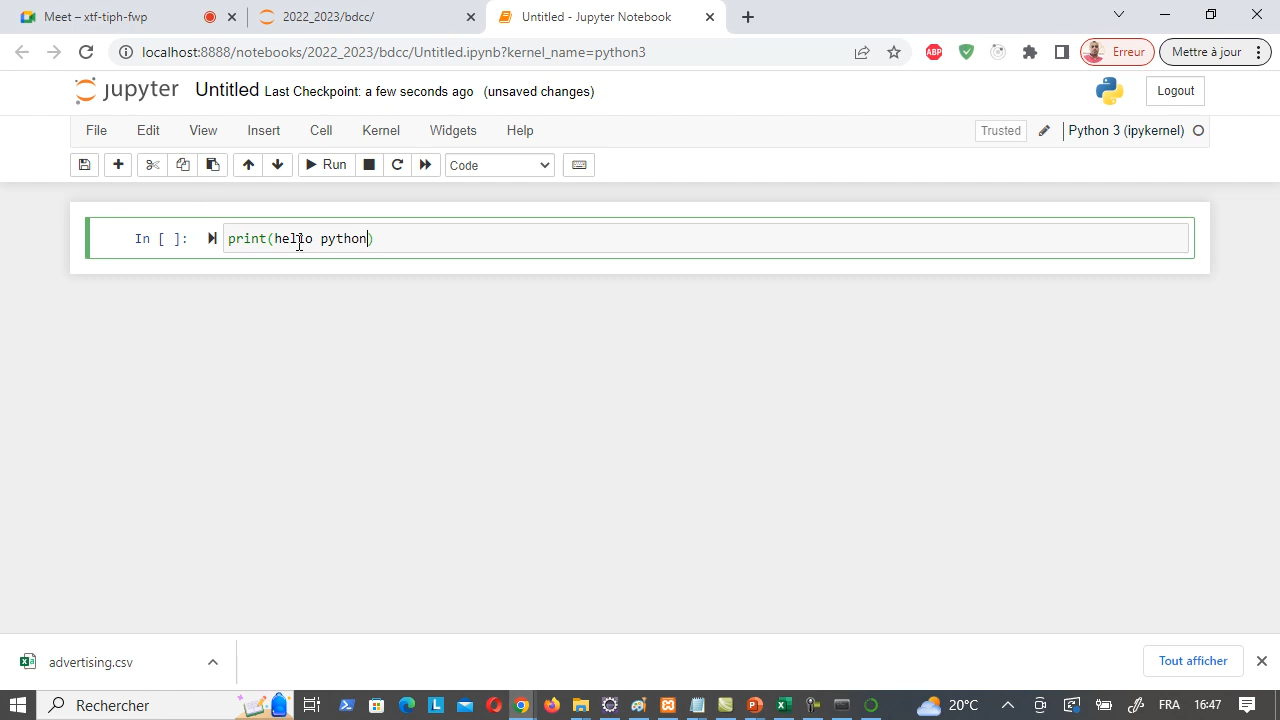 Meet – xtf-tiph-fwp
2022_2023/bdcc/
Untitled - Jupyter Notebook
localhost:8888/notebooks/2022_2023/bdcc/Untitled.ipynb?kernel_name=python3
ABP
Erreur
Mettre à jour
jupyter Untitled Last Checkpoint: a few seconds ago (unsaved changes)
Logout
File Edit View Insert Cell Kernel Widgets Help
Trusted
Python 3 (ipykernel)
Run
Code
In [ ]: print(hello python)
advertising.csv
Tout afficher
Rechercher
L
20°C
FRA
16:47